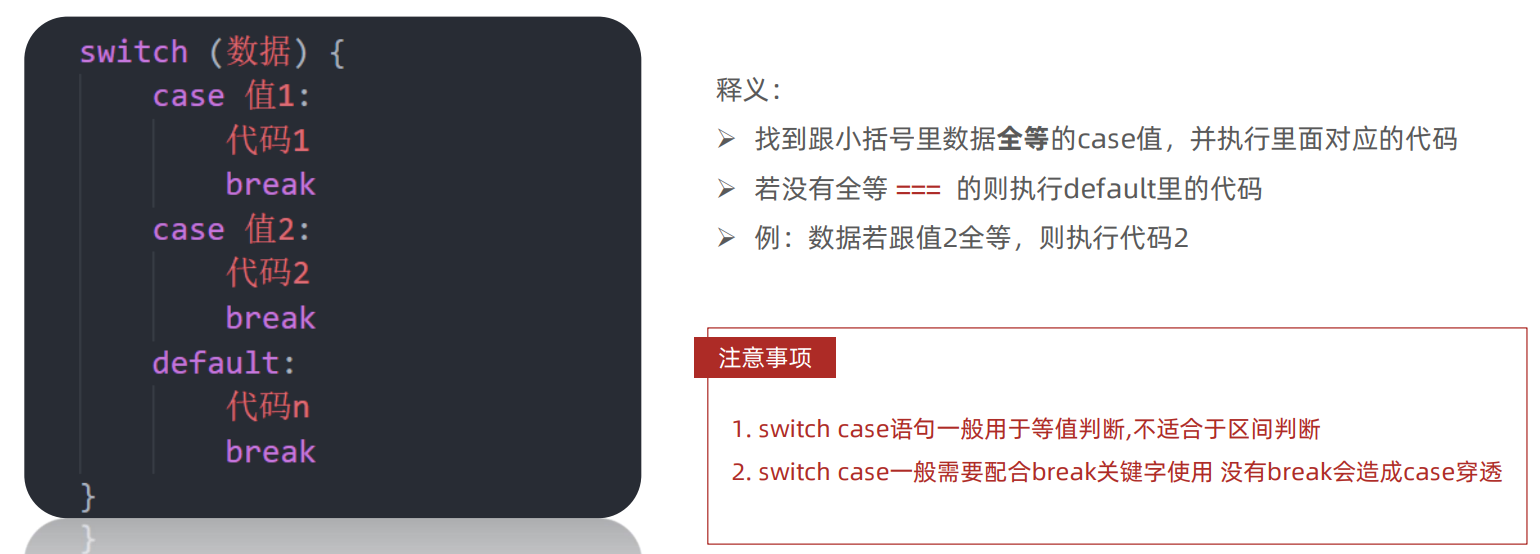 switch (数据) {
case 值1:
代码1
break
case 值2:
代码2
break
default:
代码n
break
}
释义：
➢ 找到跟小括号里数据全等的case值，并执行里面对应的代码
➢ 若没有全等 === 的则执行default里的代码
➢ 例：数据若跟值2全等，则执行代码2
注意事项
1. switch case语句一般用于等值判断,不适合于区间判断
2. switch case一般需要配合break关键字使用 没有break会造成case穿透